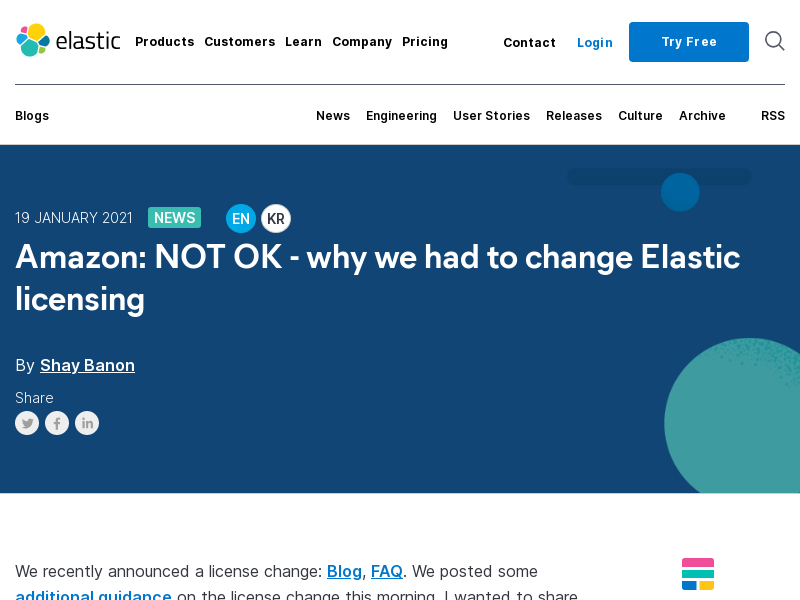 elastic
Products Customers Learn Company Pricing
Contact Login Try Free
Blogs
News Engineering User Stories Releases Culture Archive RSS
19 JANUARY 2021 NEWS EN KR
Amazon: NOT OK - why we had to change Elastic
licensing
By Shay Banon
Share
We recently announced a license change: Blog, FAQ. We posted some
additional guidance on the license change this morning. I wanted to share